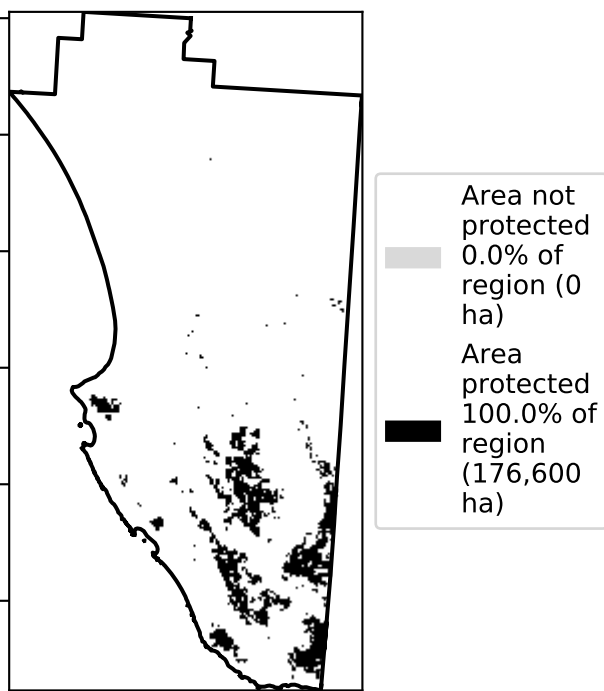 Area not
protected
0.0% of
region (0
ha)
Area
protected
100.0% of
region
(176,600
ha)